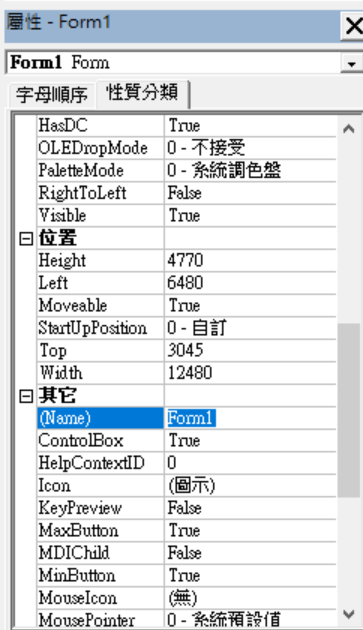 屬性 - Form1
Form1 Form
字母順序 性質分類
HasDC True
OLEDropMode 0 - 不接受
PaletteMode 0 - 系統調色盤
RightToLeft False
Visible True
位置
Height 4770
Left 6480
Moveable True
StartUpPosition 0 - 自訂
Top 3045
Width 12480
其它
(Name) Form1
ControlBox True
HelpContextID 0
Icon (圖示)
KeyPreview False
MaxButton True
MDIChild False
MinButton True
MouseIcon (無)
MousePointer 0 - 系統預設值